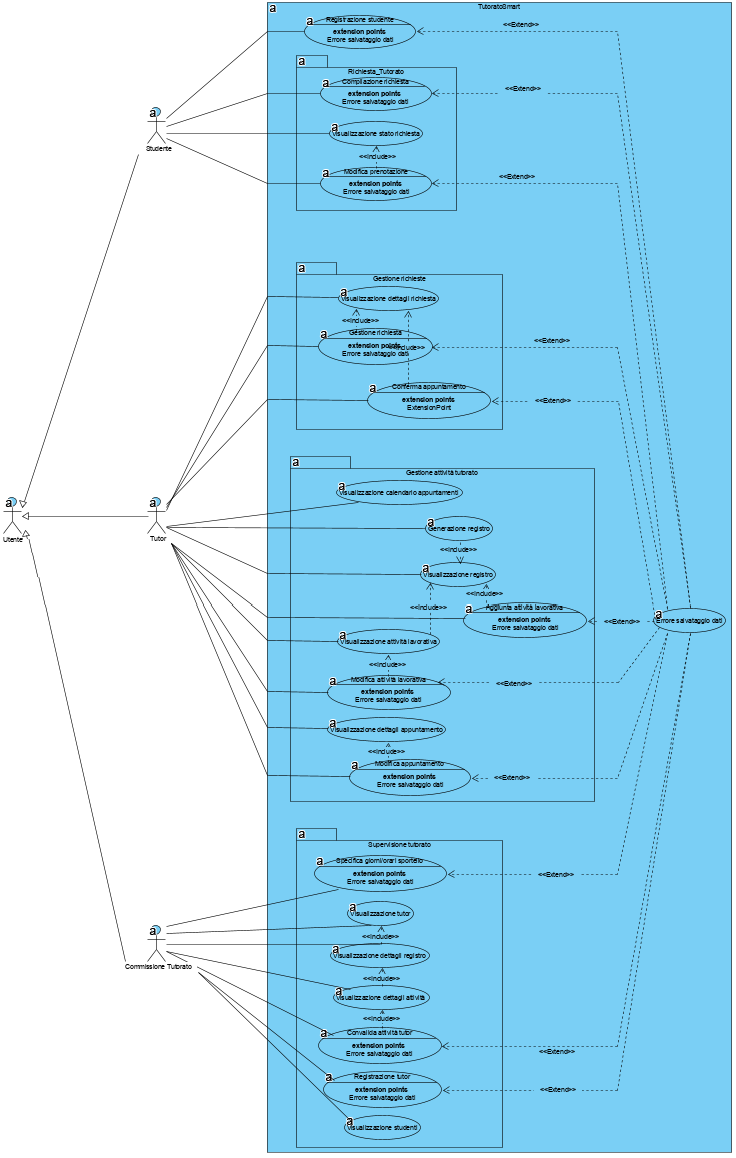 a
TutoratoSmart
a
Registrazione studente
extension points
Errore salvataggio dati
<<Extend>>
a
Richiesta_Tutorato
a
Compilazione richiesta
extension points
Errore salvataggio dati
<<Extend>>
a
Studente
a
Visualizzazione stato richiesta
<<Include>>
a
Modifica prenotazione
extension points
Errore salvataggio dati
<<Extend>>
a
Gestione richieste
a
Visualizzazione dettagli richiesta
<<Include>>
a
Gestione richiesta
extension points
Errore salvataggio dati
<<Include>>
<<Extend>>
a
Conferma appuntamento
extension points
ExtensionPoint
<<Extend>>
a
Gestione attività tutorato
a
Visualizzazione calendario appuntamenti
a
Utente
a
Tutor
a
Generazione registro
<<Include>>
a
Visualizzazione registro
<<Include>>
<<Include>>
a
Aggiunta attività lavorativa
extension points
Errore salvataggio dati
<<Extend>>
a
Errore salvataggio dati
a
Visualizzazione attività lavorativa
<<Include>>
a
Modifica attività lavorativa
extension points
Errore salvataggio dati
<<Extend>>
a
Visualizzazione dettagli appuntamento
<<Include>>
a
Modifica appuntamento
extension points
Errore salvataggio dati
<<Extend>>
a
Supervisione tutorato
a
Specifica giorni/orari sportello
extension points
Errore salvataggio dati
<<Extend>>
a
Visualizzazione tutor
<<Include>>
a
Commissione Tutorato
a
Visualizzazione dettagli registro
<<Include>>
a
Visualizzazione dettagli attività
<<Include>>
a
Convalida attività tutor
extension points
Errore salvataggio dati
<<Extend>>
a
Registrazione tutor
extension points
Errore salvataggio dati
<<Extend>>
a
Visualizzazione studenti